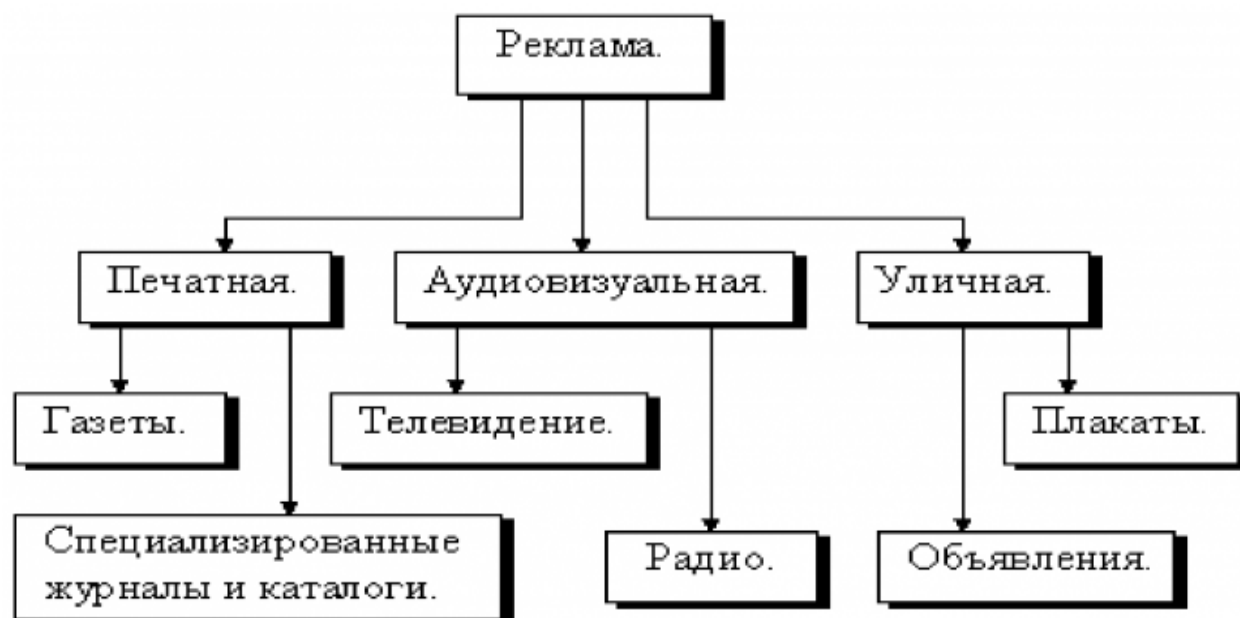 Реклама.
Печатная.
Аудиовизуальная.
Уличная.
Газеты.
Телевидение.
Плакаты.
Специализированные
журналы и каталоги.
Радио.
Объявления.